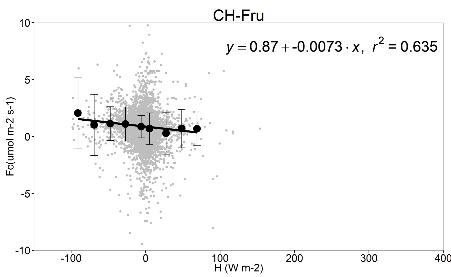 CH-Fru
y = 0.87 + -0.0073 · x, r² = 0.635
Fc(umol m-2 s-1)
10
5
0
-5
-10
-100 0 100 200 300 400
H (W m-2)